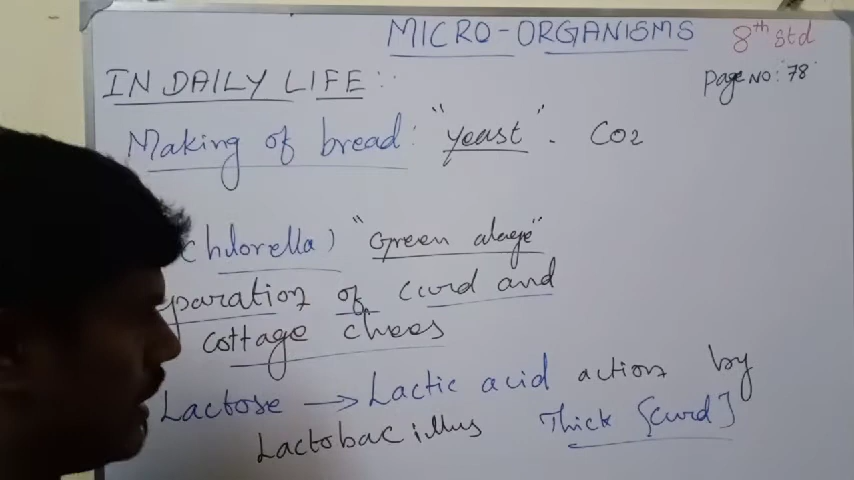 MICRO-ORGANISMS 8th Std
Page No: 78
IN DAILY LIFE::
Making of bread: "yeast". CO2
chlorella) "Green alage"
paration of curd and
cottage chees
Lactose → Lactic acid action by
Lactobacillus Thick [curd]